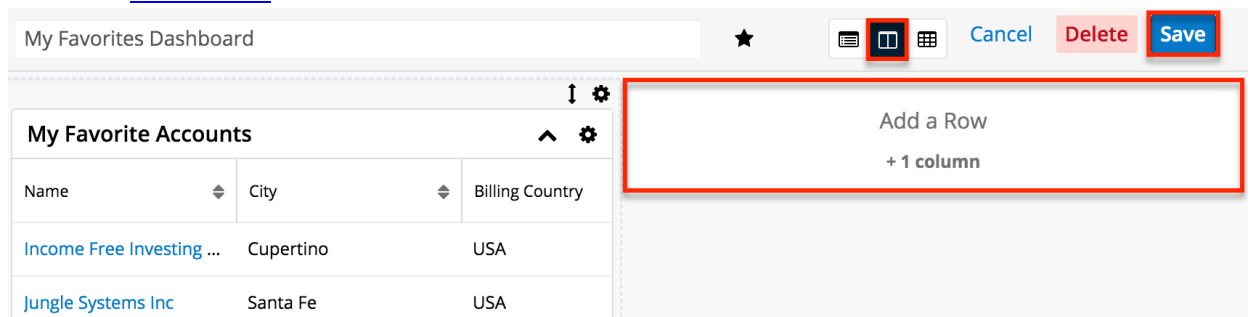 My Favorites Dashboard Cancel Delete Save
My Favorite Accounts
Add a Row
+ 1 column
Name City Billing Country
Income Free Investing ... Cupertino USA
Jungle Systems Inc Santa Fe USA